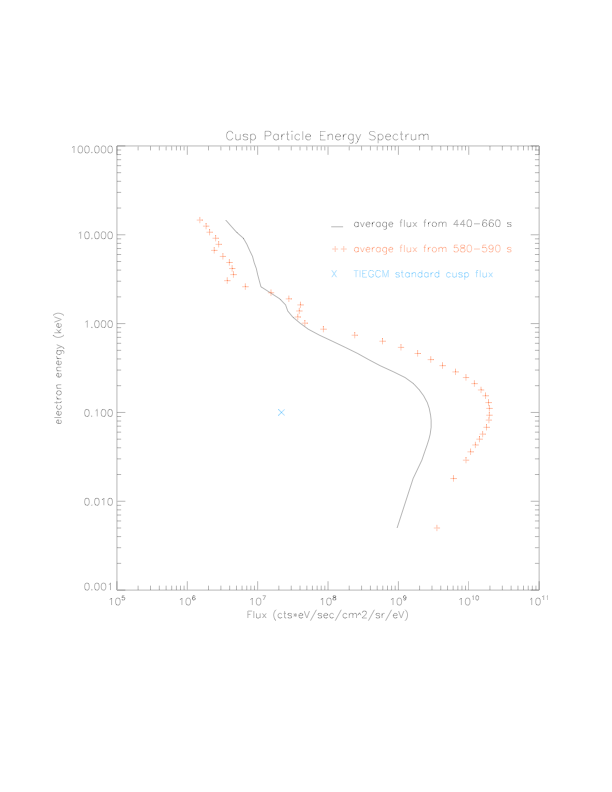 Cusp Particle Energy Spectrum
100.000
10.000
1.000
0.100
0.010
0.001
electron energy (keV)
average flux from 440-660 s
average flux from 580-590 s
TIEGCM standard cusp flux
10^5 10^6 10^7 10^8 10^9 10^10 10^11
Flux (cts*eV/sec/cm^2/sr/eV)